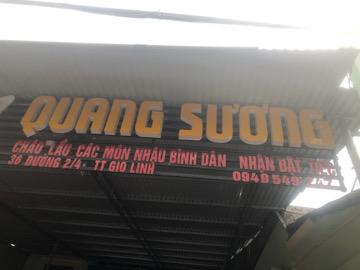 QUANG SƯƠNG
CHÁO LẨU CÁC MÓN NHẬU BÌNH DÂN NHẬN ĐẶT
36 ĐƯỜNG 2/4 - TT GIO LINH 0949 549